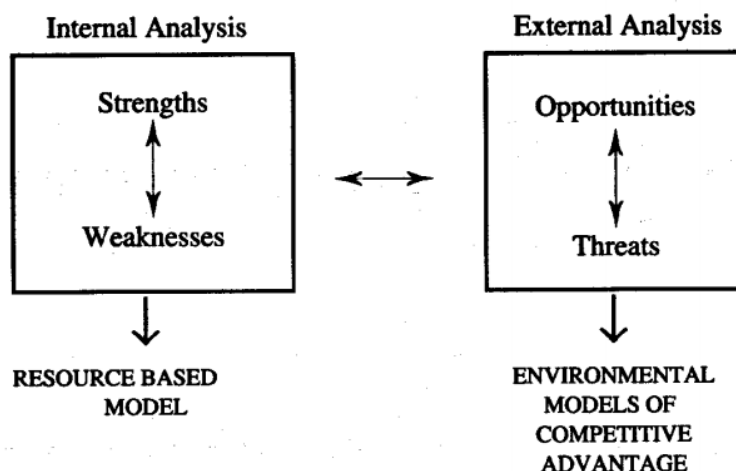 Internal Analysis
Strengths
Weaknesses
RESOURCE BASED
MODEL
External Analysis
Opportunities
Threats
ENVIRONMENTAL
MODELS OF
COMPETITIVE
ADVANTAGE